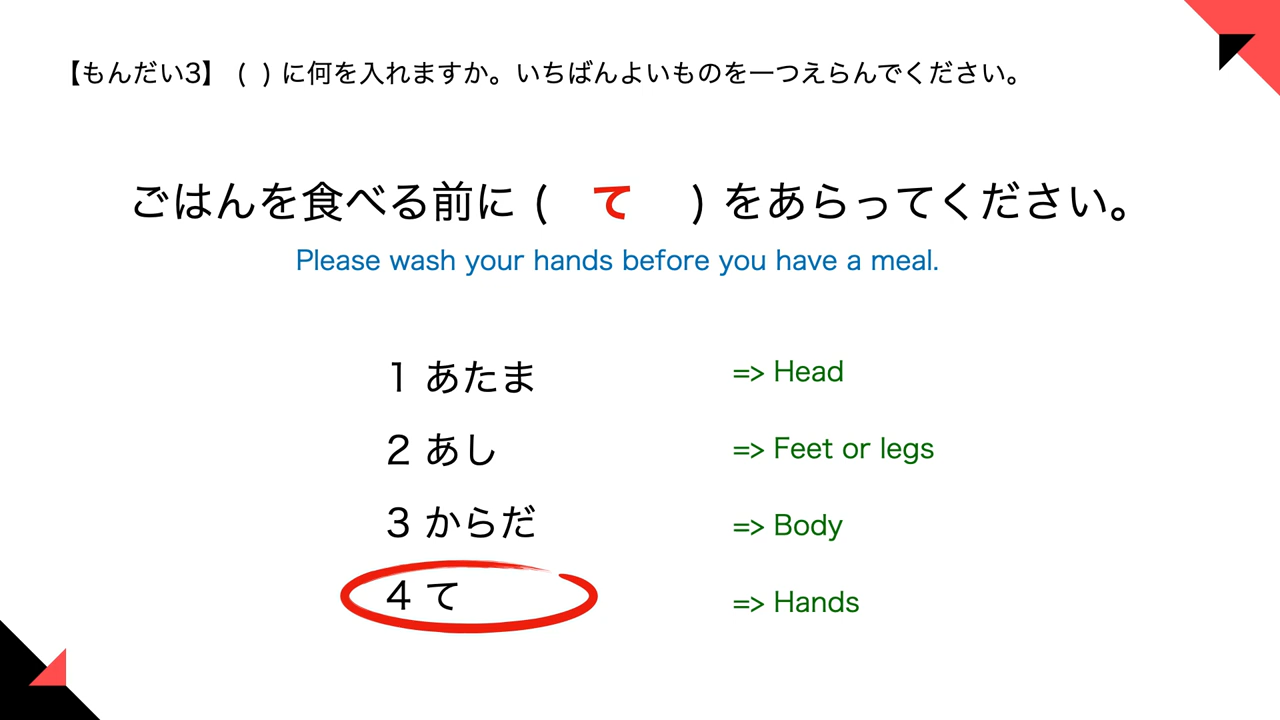 【もんだい3】 ( ) に何を入れますか。いちばんよいものを一つえらんでください。
ごはんを食べる前に ( て ) をあらってください。
Please wash your hands before you have a meal.
1 あたま => Head
2 あし => Feet or legs
3 からだ => Body
4 て => Hands